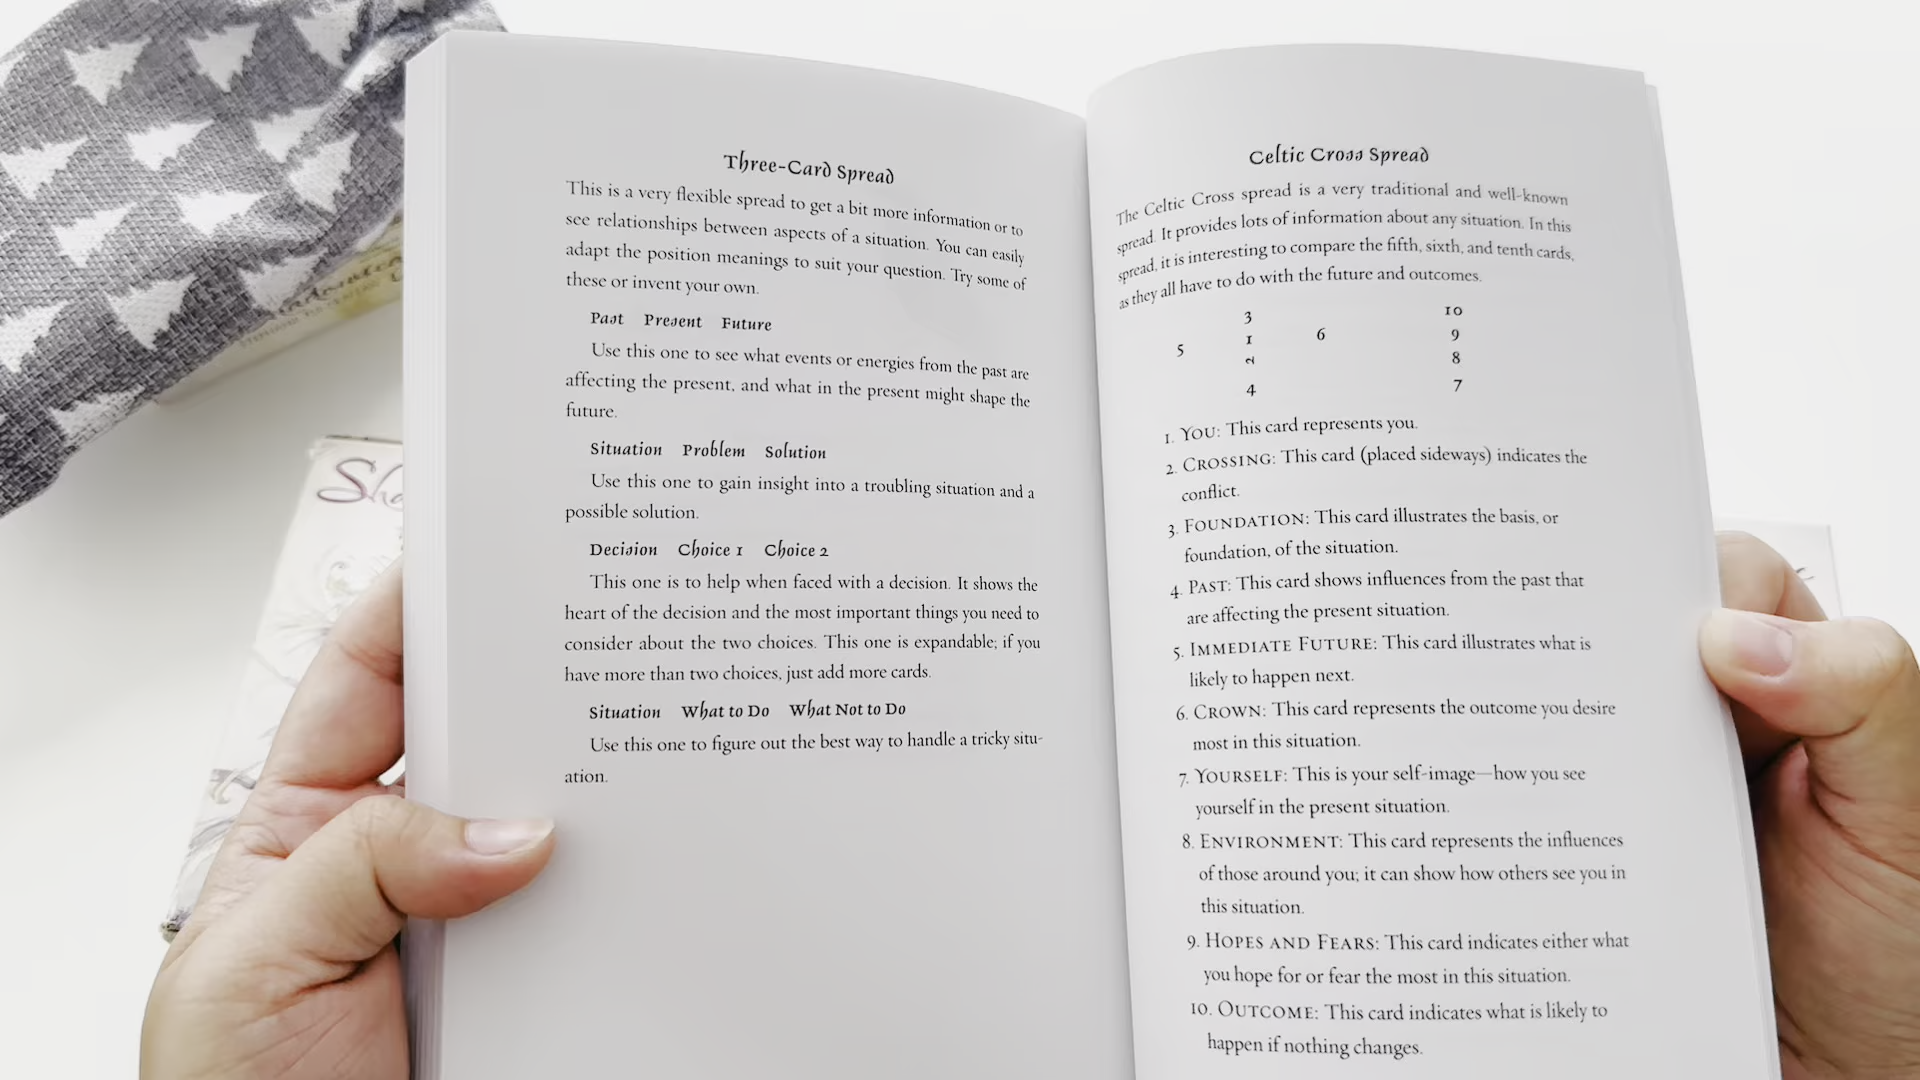 Three-Card Spread
This is a very flexible spread to get a bit more information or to
see relationships between aspects of a situation. You can easily
adapt the position meanings to suit your question. Try some of
these or invent your own.
Past Present Future
Use this one to see what events or energies from the past are
affecting the present, and what in the present might shape the
future.
Situation Problem Solution
Use this one to gain insight into a troubling situation and a
possible solution.
Decision Choice 1 Choice 2
This one is to help when faced with a decision. It shows the
heart of the decision and the most important things you need to
consider about the two choices. This one is expandable; if you
have more than two choices, just add more cards.
Situation What to Do What Not to Do
Use this one to figure out the best way to handle a tricky situ-
ation.
Celtic Cross Spread
The Celtic Cross spread is a very traditional and well-known
spread. It provides lots of information about any situation. In this
spread, it is interesting to compare the fifth, sixth, and tenth cards,
as they all have to do with the future and outcomes.
3 10
1 6 9
5 2 8
4 7
1. You: This card represents you.
2. Crossing: This card (placed sideways) indicates the
conflict.
3. Foundation: This card illustrates the basis, or
foundation, of the situation.
4. Past: This card shows influences from the past that
are affecting the present situation.
5. Immediate Future: This card illustrates what is
likely to happen next.
6. Crown: This card represents the outcome you desire
most in this situation.
7. Yourself: This is your self-image—how you see
yourself in the present situation.
8. Environment: This card represents the influences
of those around you; it can show how others see you in
this situation.
9. Hopes and Fears: This card indicates either what
you hope for or fear the most in this situation.
10. Outcome: This card indicates what is likely to
happen if nothing changes.
Sha